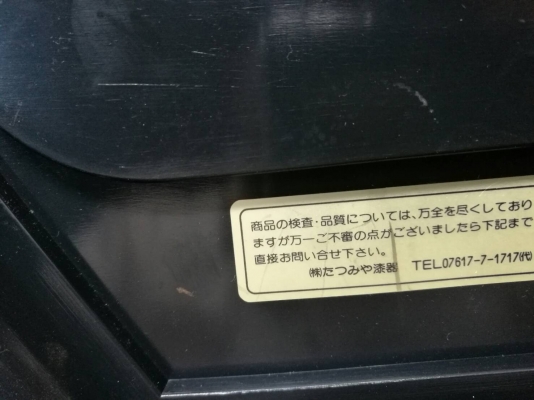 商品の検査・品質については、万全を尽くしており
ますが万一ご不審の点がございましたら下記まで
直接お問い合せ下さい。
㈱たつみや漆器 TEL.07617-7-1717㈹